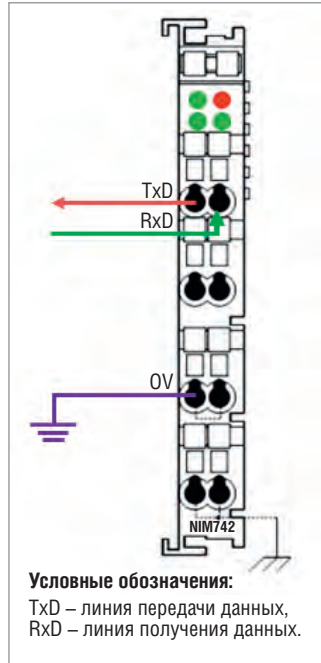 TxD
RxD
0V
NIM742
Условные обозначения:
TxD – линия передачи данных,
RxD – линия получения данных.